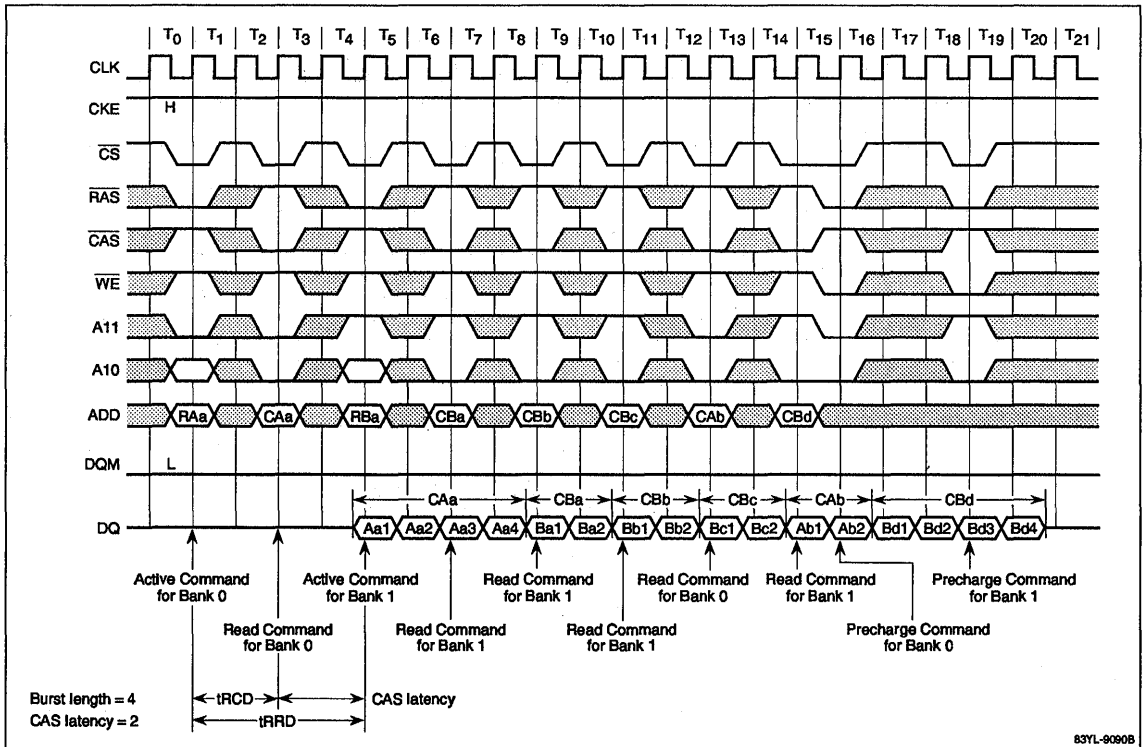 T0 T1 T2 T3 T4 T5 T6 T7 T8 T9 T10 T11 T12 T13 T14 T15 T16 T17 T18 T19 T20 T21
CLK
CKE H
CS
RAS
CAS
WE
A11
A10
ADD RAa CAa RBa CBa CBb CBc CAb CBd
DQM L
CAa CBa CBb CBc CAb CBd
DQ Aa1 Aa2 Aa3 Aa4 Ba1 Ba2 Bb1 Bb2 Bc1 Bc2 Ab1 Ab2 Bd1 Bd2 Bd3 Bd4
Active Command
for Bank 0
Active Command
for Bank 1
Read Command
for Bank 1
Read Command
for Bank 0
Read Command
for Bank 1
Precharge Command
for Bank 1
Read Command
for Bank 0
Read Command
for Bank 1
Read Command
for Bank 1
Precharge Command
for Bank 0
Burst length = 4
tRCD
CAS latency
CAS latency = 2
tRRD
83YL-9090B